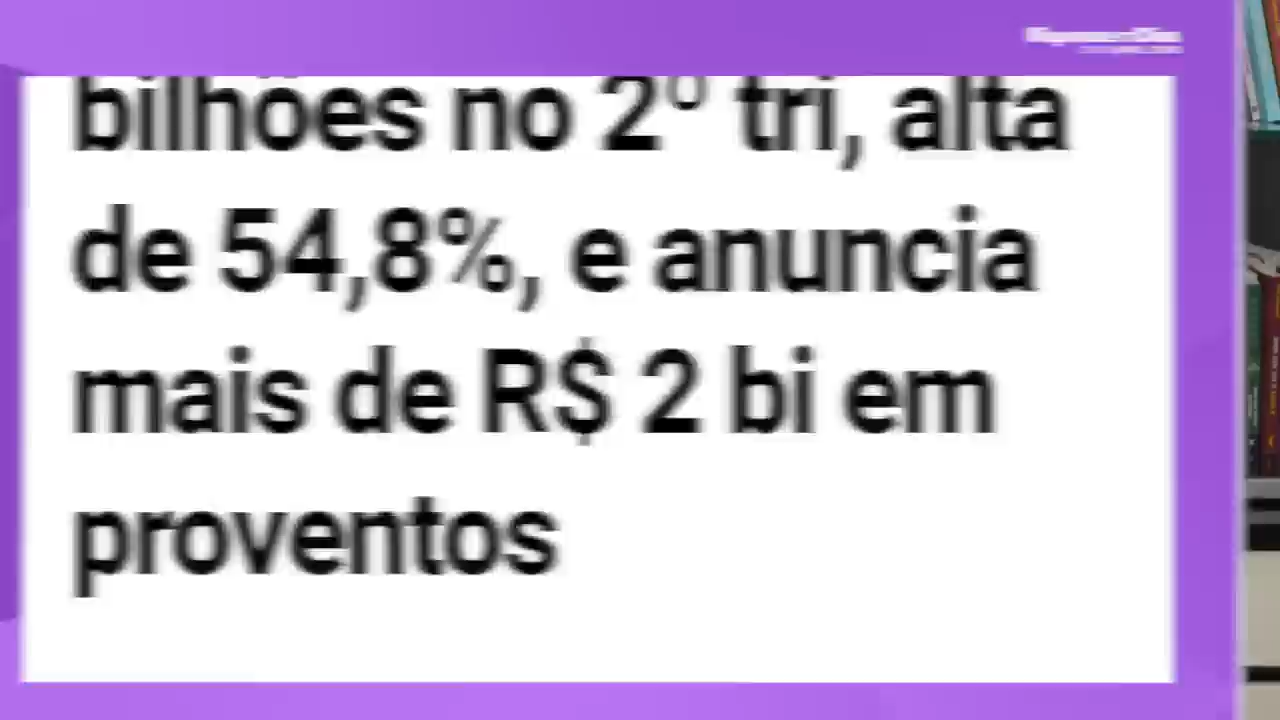 bilhões no 2º tri, alta
de 54,8%, e anuncia
mais de R$ 2 bi em
proventos